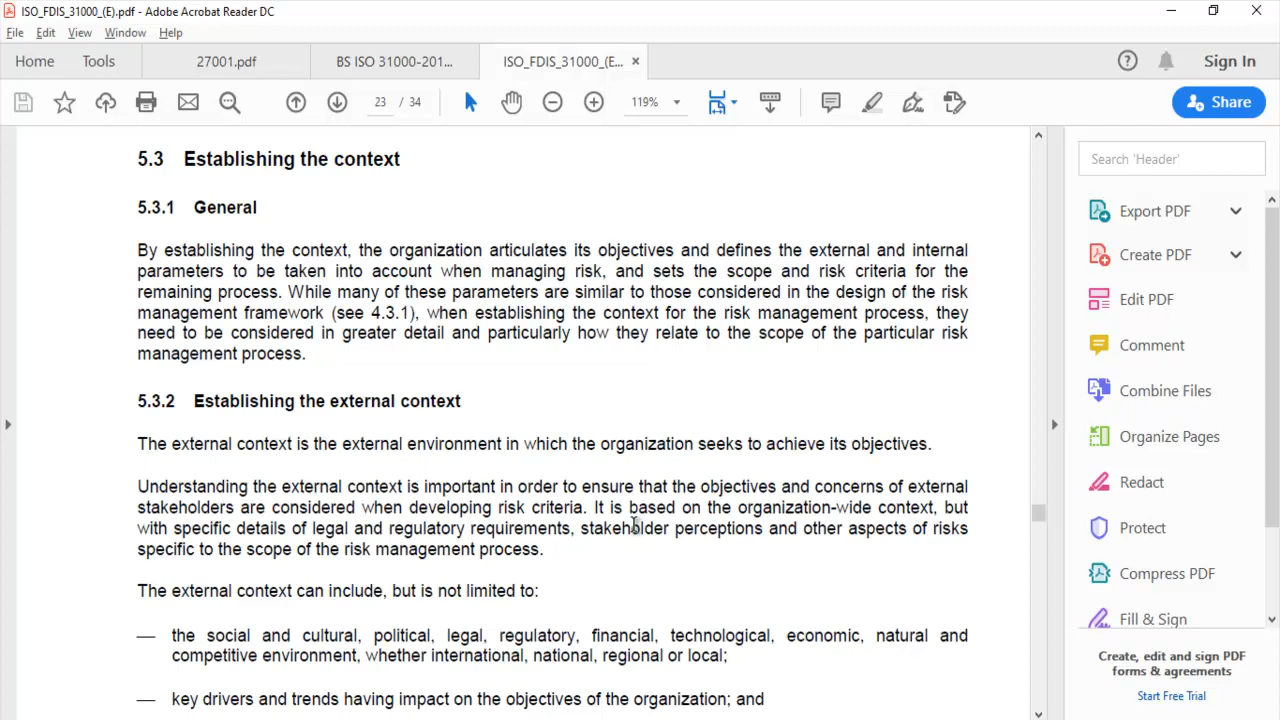 ISO_FDIS_31000_(E).pdf - Adobe Acrobat Reader DC
File Edit View Window Help
Home Tools 27001.pdf BS ISO 31000-201... ISO_FDIS_31000_(E... × Sign In
23 / 34 119% Share
5.3 Establishing the context
5.3.1 General
By establishing the context, the organization articulates its objectives and defines the external and internal
parameters to be taken into account when managing risk, and sets the scope and risk criteria for the
remaining process. While many of these parameters are similar to those considered in the design of the risk
management framework (see 4.3.1), when establishing the context for the risk management process, they
need to be considered in greater detail and particularly how they relate to the scope of the particular risk
management process.
5.3.2 Establishing the external context
The external context is the external environment in which the organization seeks to achieve its objectives.
Understanding the external context is important in order to ensure that the objectives and concerns of external
stakeholders are considered when developing risk criteria. It is based on the organization-wide context, but
with specific details of legal and regulatory requirements, stakeholder perceptions and other aspects of risks
specific to the scope of the risk management process.
The external context can include, but is not limited to:
— the social and cultural, political, legal, regulatory, financial, technological, economic, natural and
competitive environment, whether international, national, regional or local;
— key drivers and trends having impact on the objectives of the organization; and
Search 'Header'
Export PDF
Create PDF
Edit PDF
Comment
Combine Files
Organize Pages
Redact
Protect
Compress PDF
Fill & Sign
Create, edit and sign PDF
forms & agreements
Start Free Trial